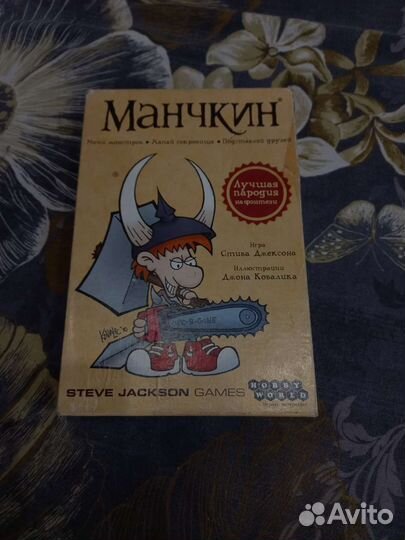 Манчкин
Мочи монстров • Хапай сокровища • Подставляй друзей
Лучшая
пародия
на фэнтези
Игра
Стива Джексона
Иллюстрации
Джона Ковалика
STEVE JACKSON GAMES
HOBBY
WORLD
Avito